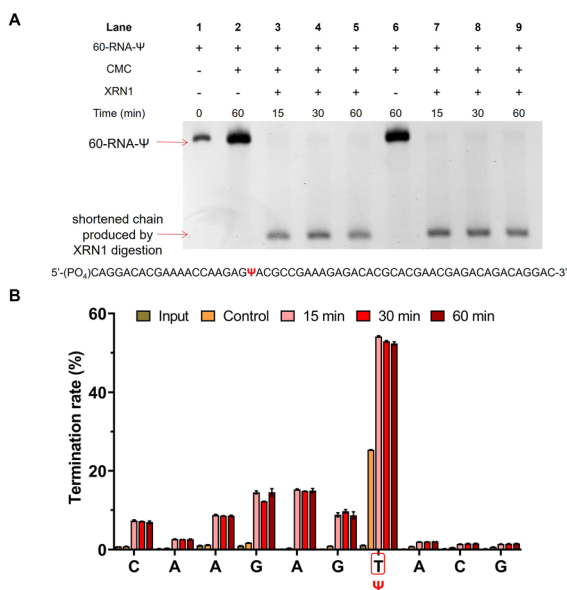 A
Lane 1 2 3 4 5 6 7 8 9
60-RNA-Ψ + + + + + + + + +
CMC - + + + + + + + +
XRN1 - - + + + - + + +
Time (min) 0 60 15 30 60 60 15 30 60
60-RNA-Ψ
shortened chain
produced by
XRN1 digestion
5'-(PO₄)CAGGACACGAAAACCAAGAGΨACGCCGAAAGAGACACGCACGAACGAGACAGACAGGAC-3'
B
Input Control 15 min 30 min 60 min
Termination rate (%)
60
40
20
0
C A A G A G T A C G
Ψ